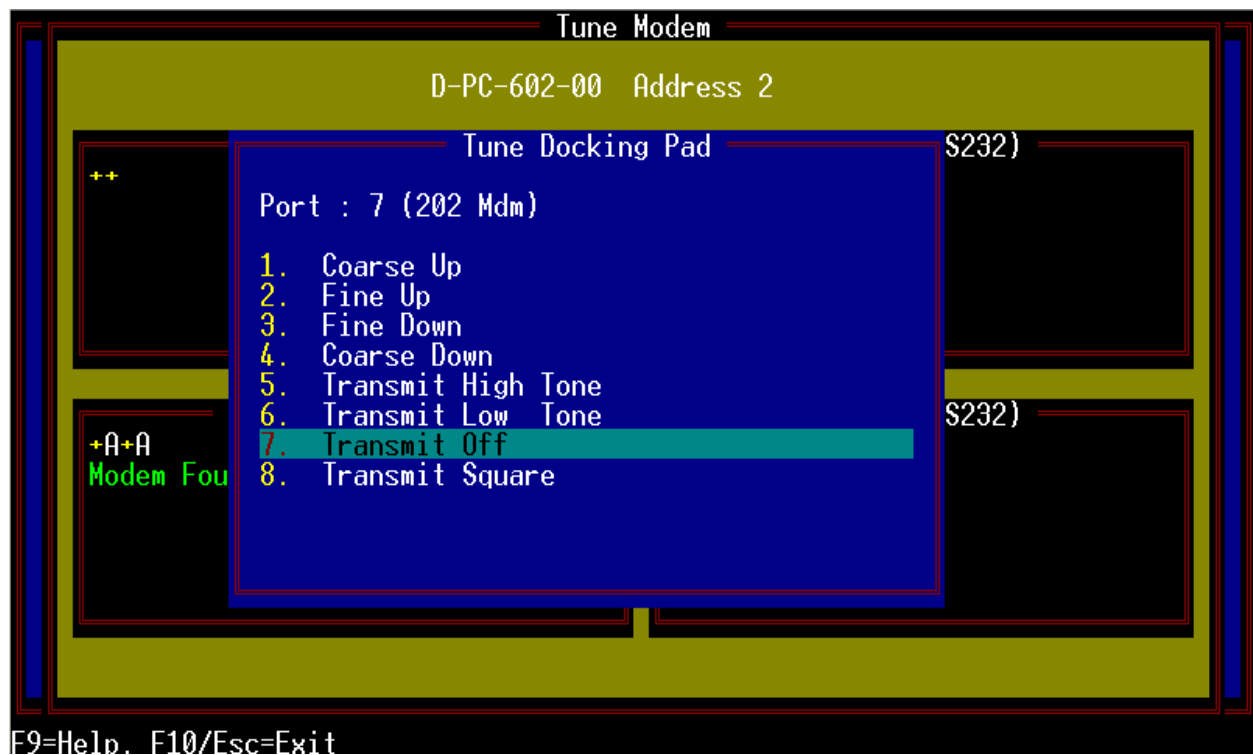 Tune Modem
D-PC-602-00 Address 2
Tune Docking Pad
S232)
++
Port : 7 (202 Mdm)
1. Coarse Up
2. Fine Up
3. Fine Down
4. Coarse Down
5. Transmit High Tone
6. Transmit Low Tone
S232)
+A+A
7. Transmit Off
Modem Fou
8. Transmit Square
F9=Help, F10/Esc=Exit